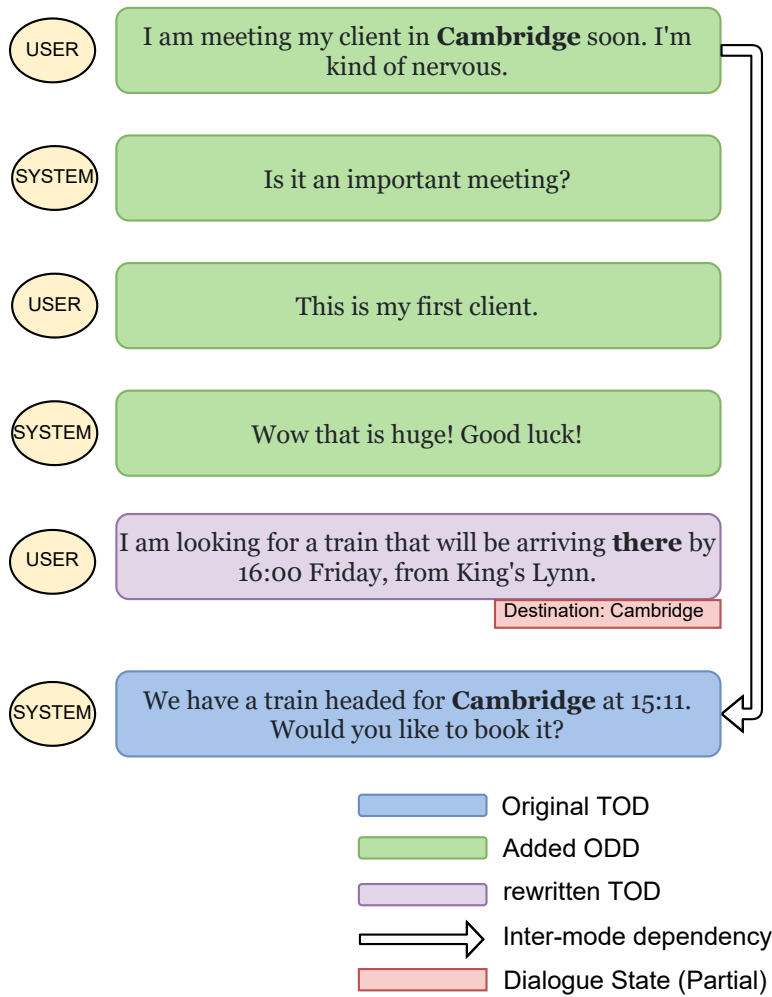 USER
I am meeting my client in Cambridge soon. I'm
kind of nervous.
SYSTEM
Is it an important meeting?
USER
This is my first client.
SYSTEM
Wow that is huge! Good luck!
USER
I am looking for a train that will be arriving there by
16:00 Friday, from King's Lynn.
Destination: Cambridge
SYSTEM
We have a train headed for Cambridge at 15:11.
Would you like to book it?
Original TOD
Added ODD
rewritten TOD
Inter-mode dependency
Dialogue State (Partial)